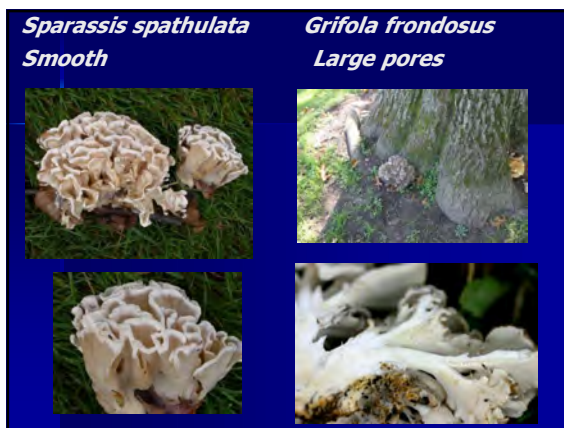 Sparassis spathulata
Smooth
Grifola frondosus
Large pores